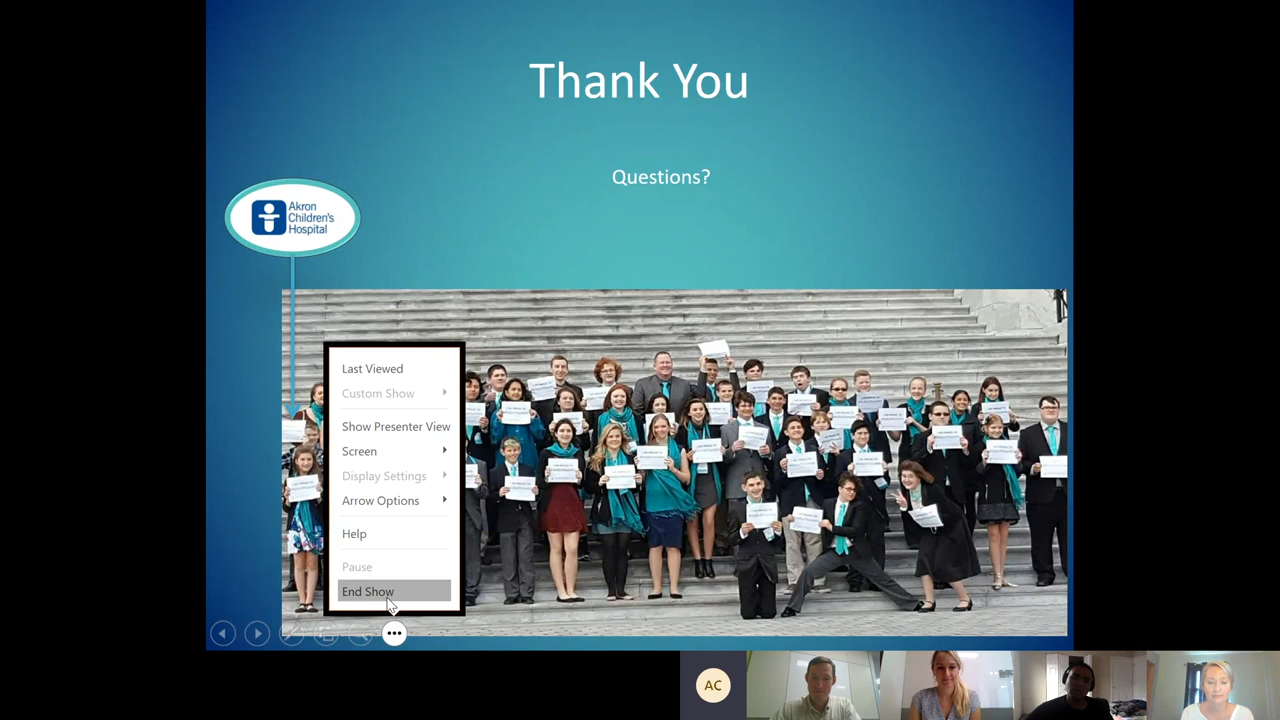 Thank You
Questions?
Akron
Children's
Hospital
Last Viewed
Custom Show
Show Presenter View
Screen
Display Settings
Arrow Options
Help
Pause
End Show
AC